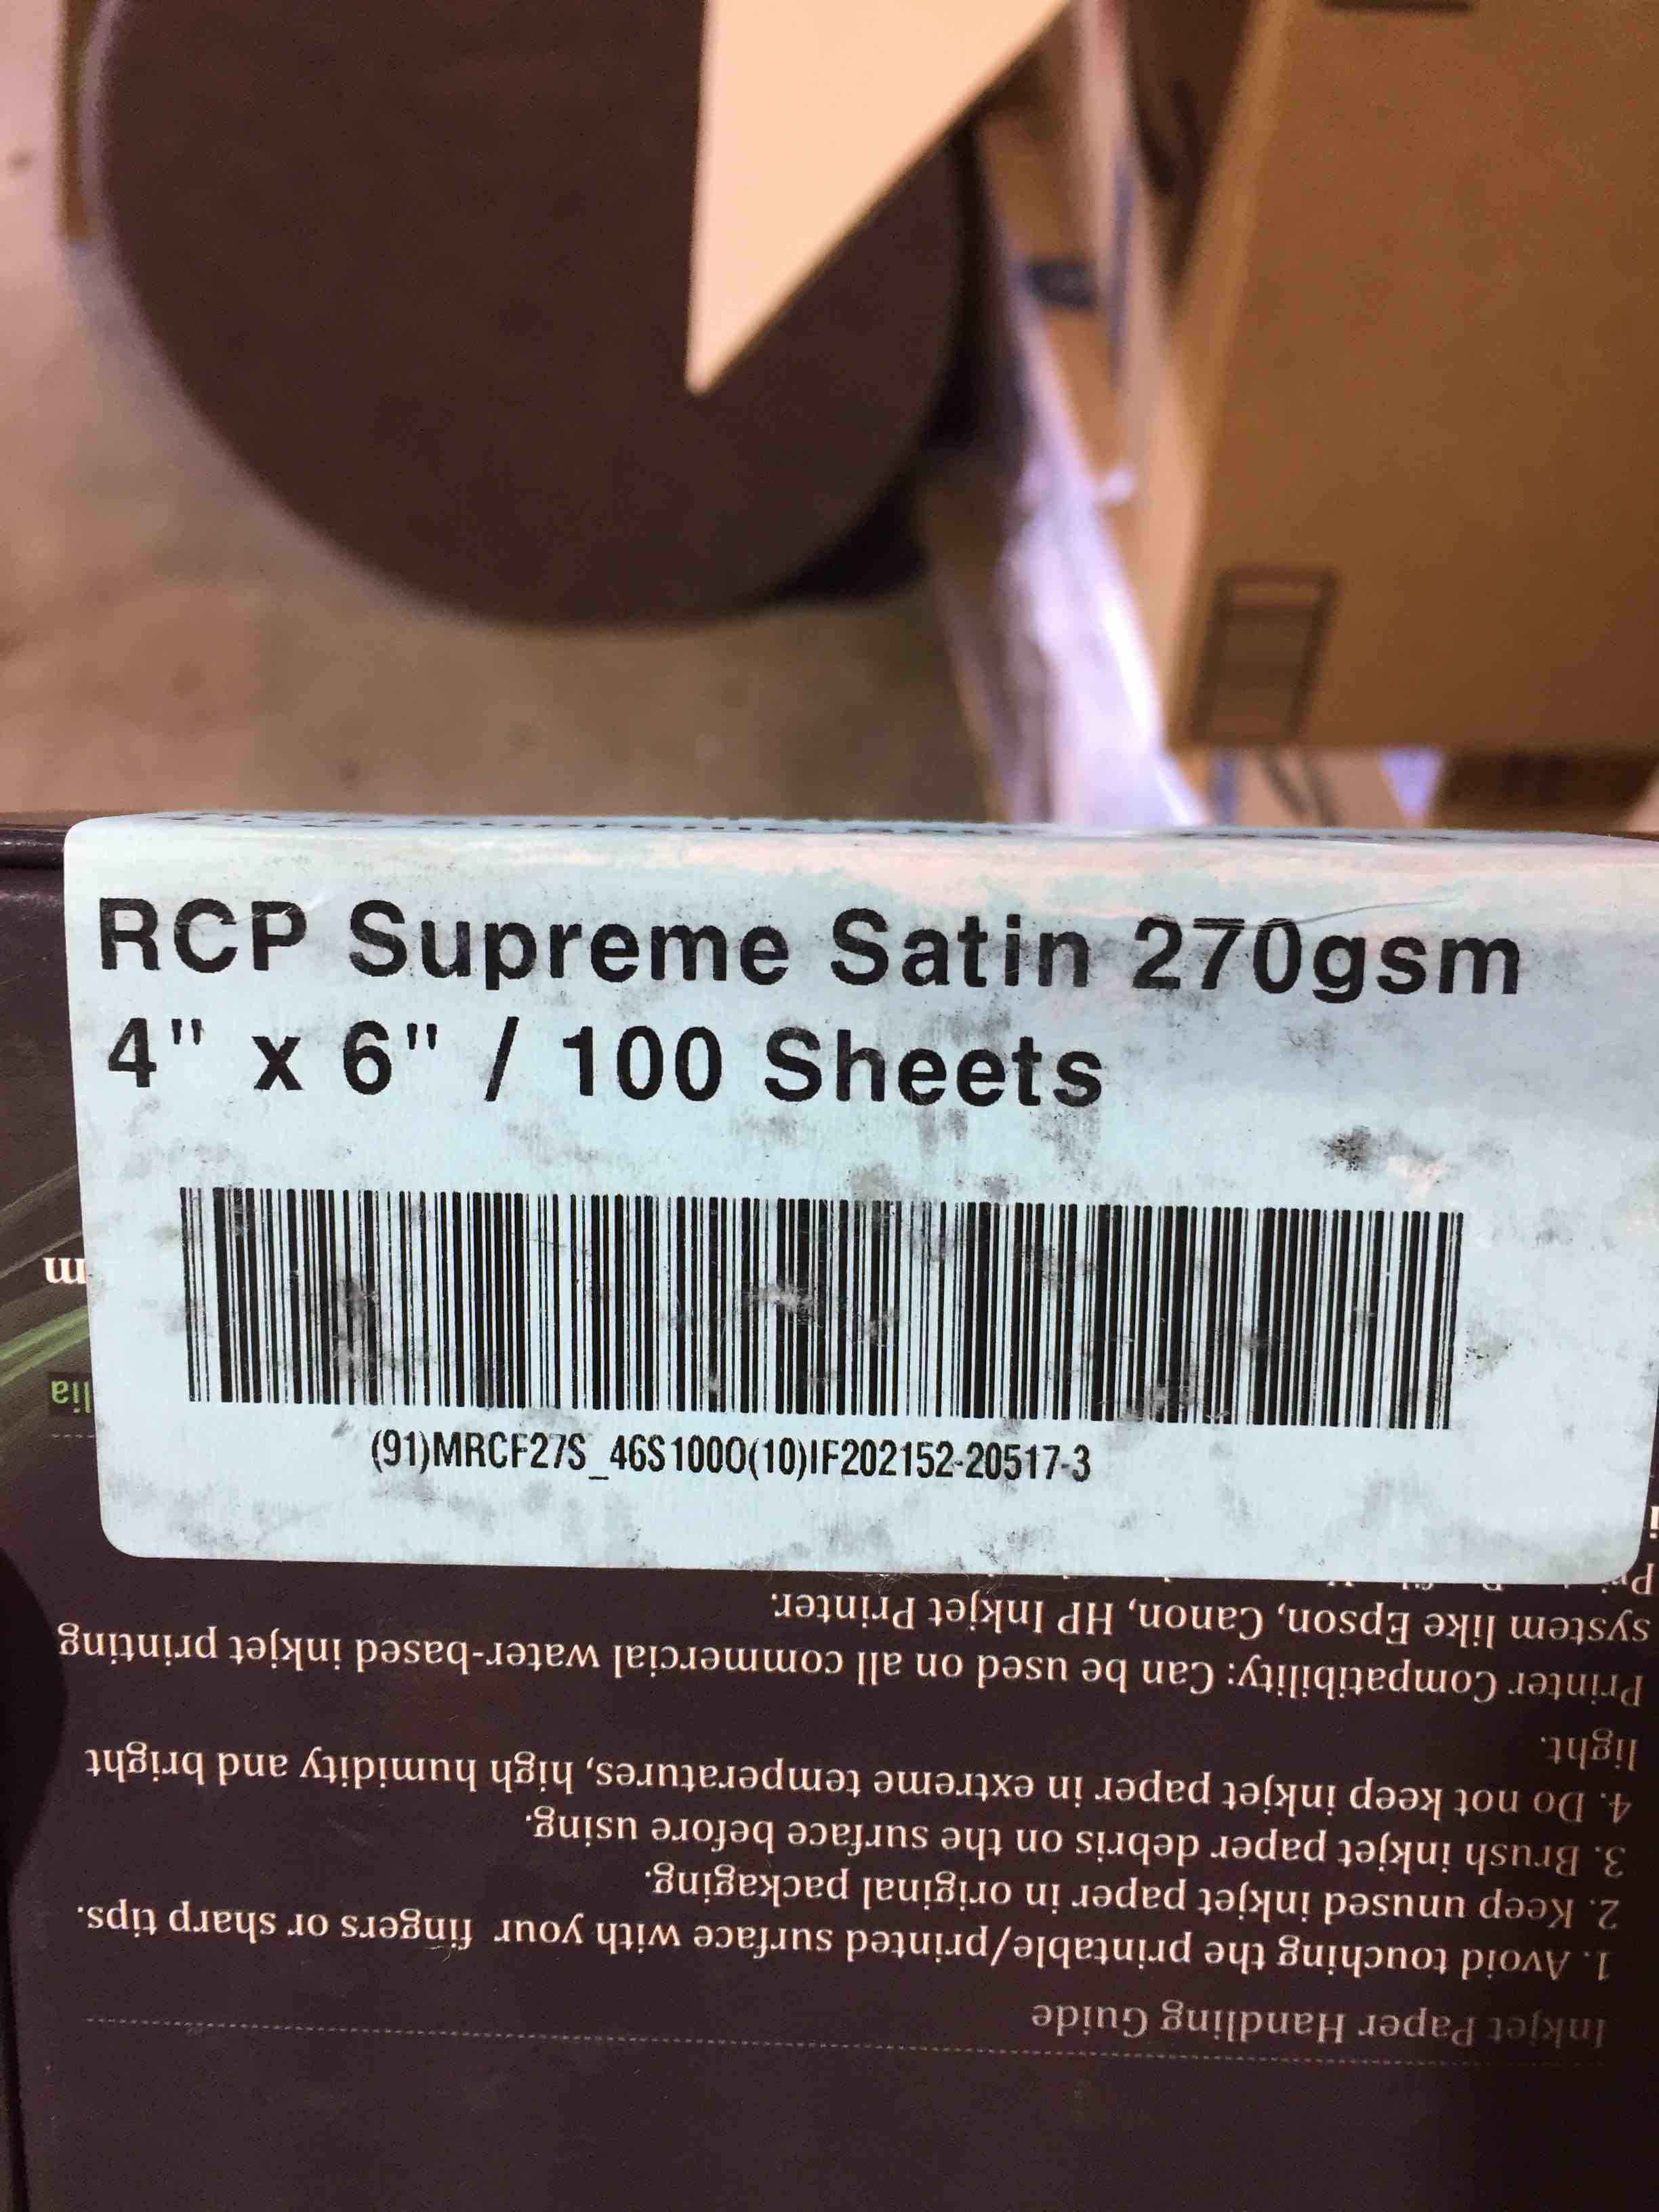 RCP Supreme Satin 270gsm
4" x 6" / 100 Sheets
(91)MRCF27S_46S100O(10)IF202152-20517-3
Inkjet Paper Handling Guide
1. Avoid touching the printable/printed surface with your fingers or sharp tips.
2. Keep unused inkjet paper in original packaging.
3. Brush inkjet paper debris on the surface before using.
4. Do not keep inkjet paper in extreme temperatures, high humidity and bright
light.
Printer Compatibility: Can be used on all commercial water-based inkjet printing
system like Epson, Canon, HP Inkjet Printer.
lia
m